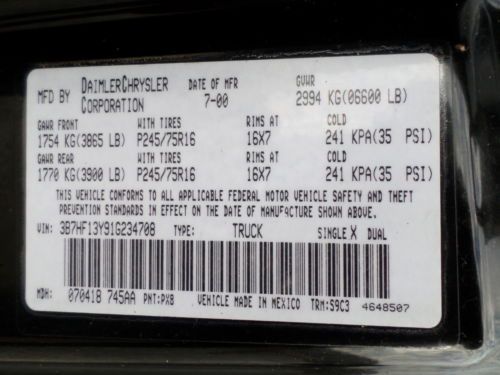 MFD BY DAIMLERCHRYSLER CORPORATION DATE OF MFR 7-00 GVWR 2994 KG(06600 LB)
GAWR FRONT WITH TIRES RIMS AT COLD
1754 KG(3865 LB) P245/75R16 16X7 241 KPA(35 PSI)
GAWR REAR WITH TIRES RIMS AT COLD
1770 KG(3900 LB) P245/75R16 16X7 241 KPA(35 PSI)
THIS VEHICLE CONFORMS TO ALL APPLICABLE FEDERAL MOTOR VEHICLE SAFETY AND THEFT
PREVENTION STANDARDS IN EFFECT ON THE DATE OF MANUFACTURE SHOWN ABOVE.
VIN: 3B7HF13Y91G234708 TYPE: TRUCK SINGLE X DUAL
MDH: 070418 745AA PNT:PX8 VEHICLE MADE IN MEXICO TRM:S9C3 4648507